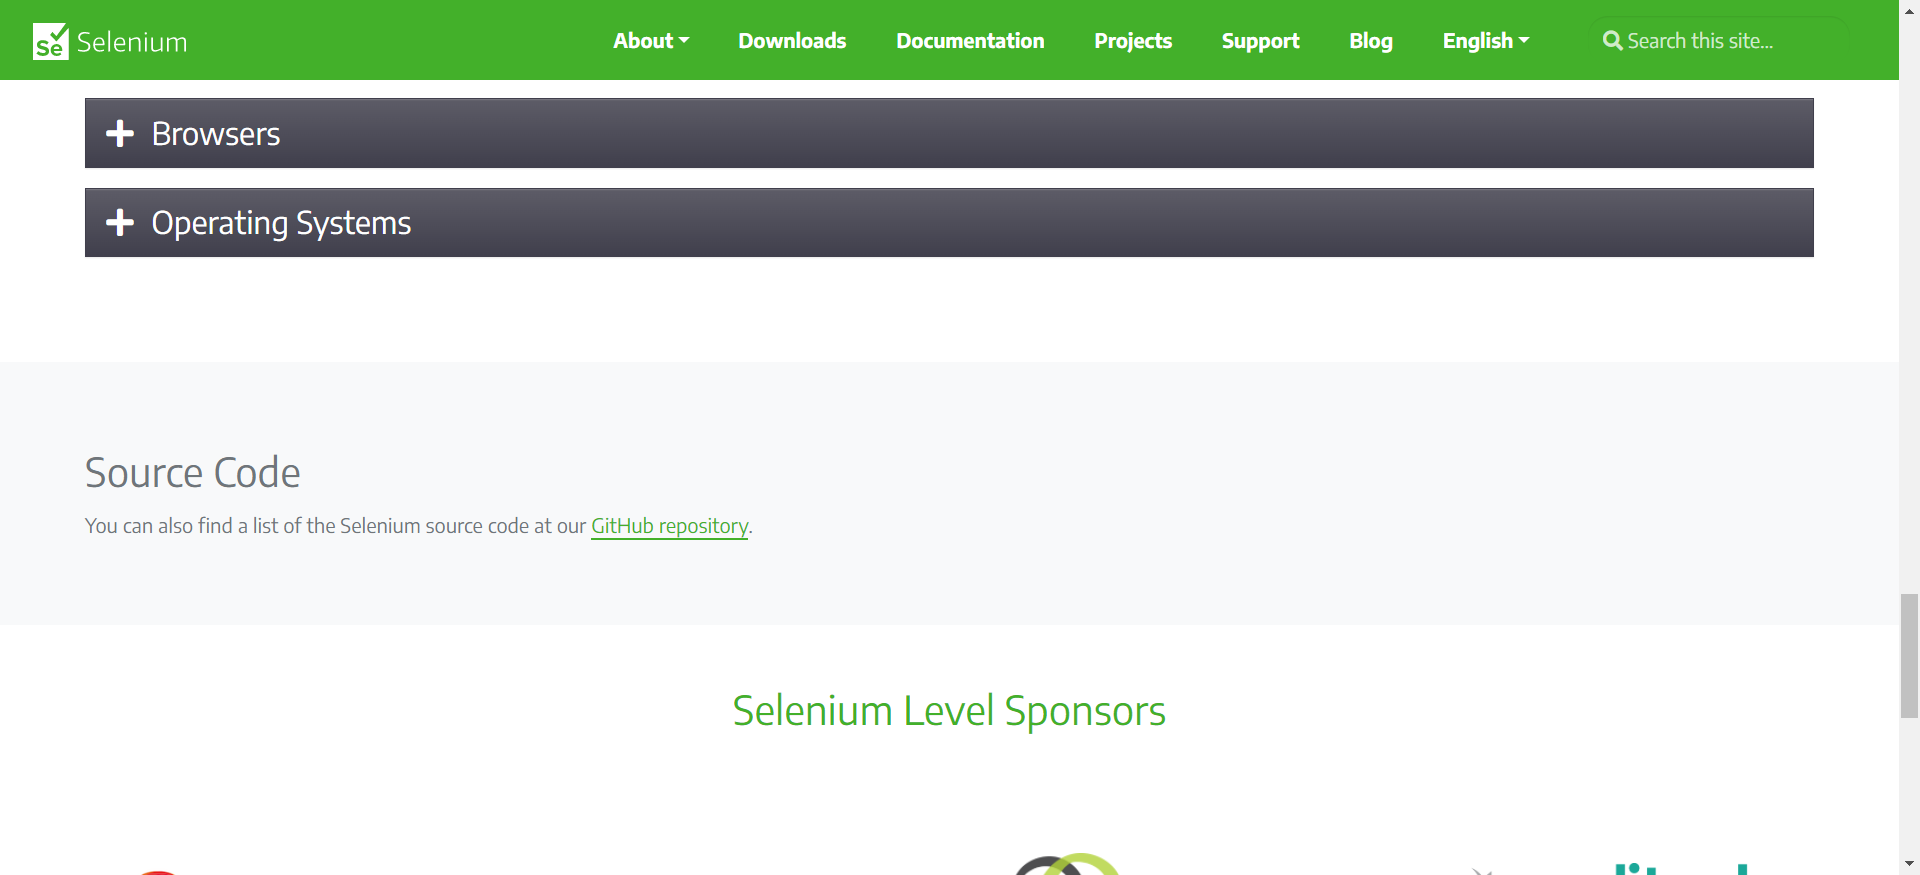 Se Selenium
About Downloads Documentation Projects Support Blog English Search this site...
Browsers
Operating Systems
Source Code
You can also find a list of the Selenium source code at our GitHub repository.
Selenium Level Sponsors